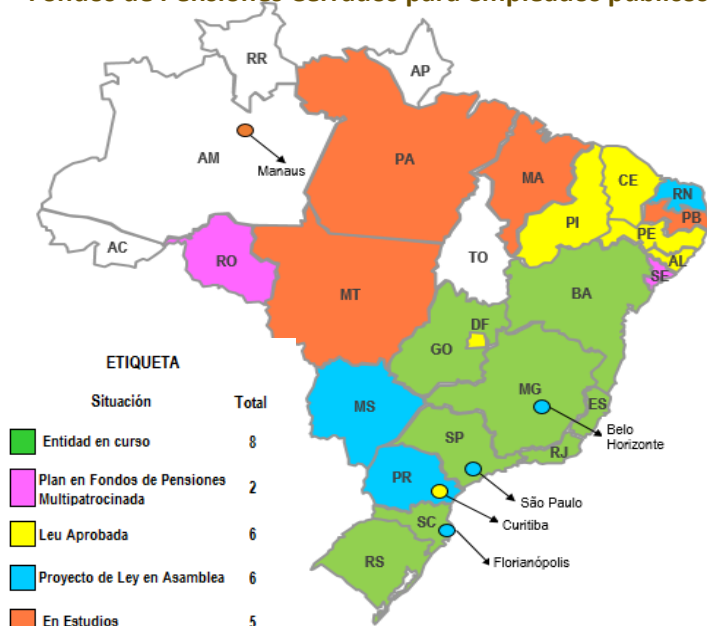 Fondos de Pensiones Cerrados para empleados públicos
RR
AP
AM
Manaus
PA
MA
CE
RN
PB
PI
PE
AL
SE
AC
RO
TO
MT
BA
DF
GO
MG
ES
Belo
Horizonte
MS
SP
RJ
PR
São Paulo
Curitiba
SC
Florianópolis
RS
ETIQUETA
Situación Total
Entidad en curso 8
Plan en Fondos de Pensiones
Multipatrocinada 2
Leu Aprobada 6
Proyecto de Ley en Asamblea 6
En Estudios 5